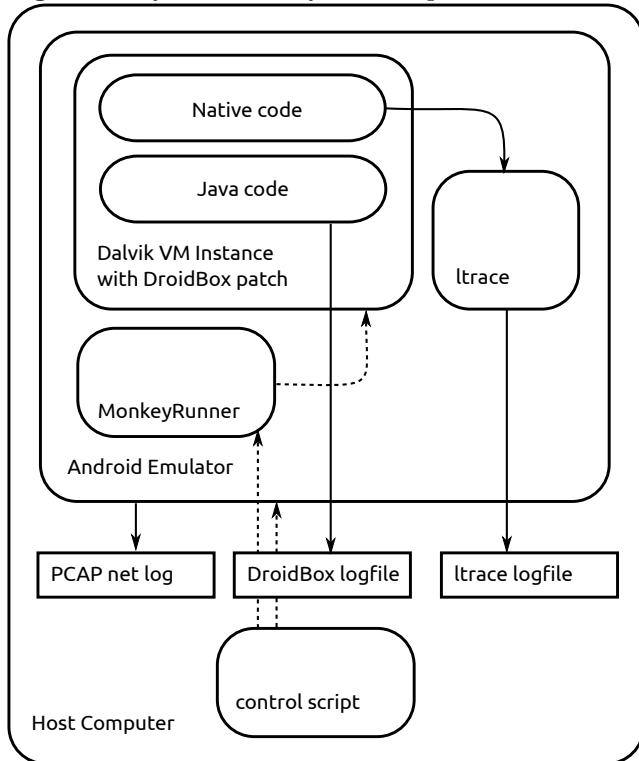 Native code
Java code
Dalvik VM Instance
with DroidBox patch
ltrace
MonkeyRunner
Android Emulator
PCAP net log
DroidBox logfile
ltrace logfile
control script
Host Computer